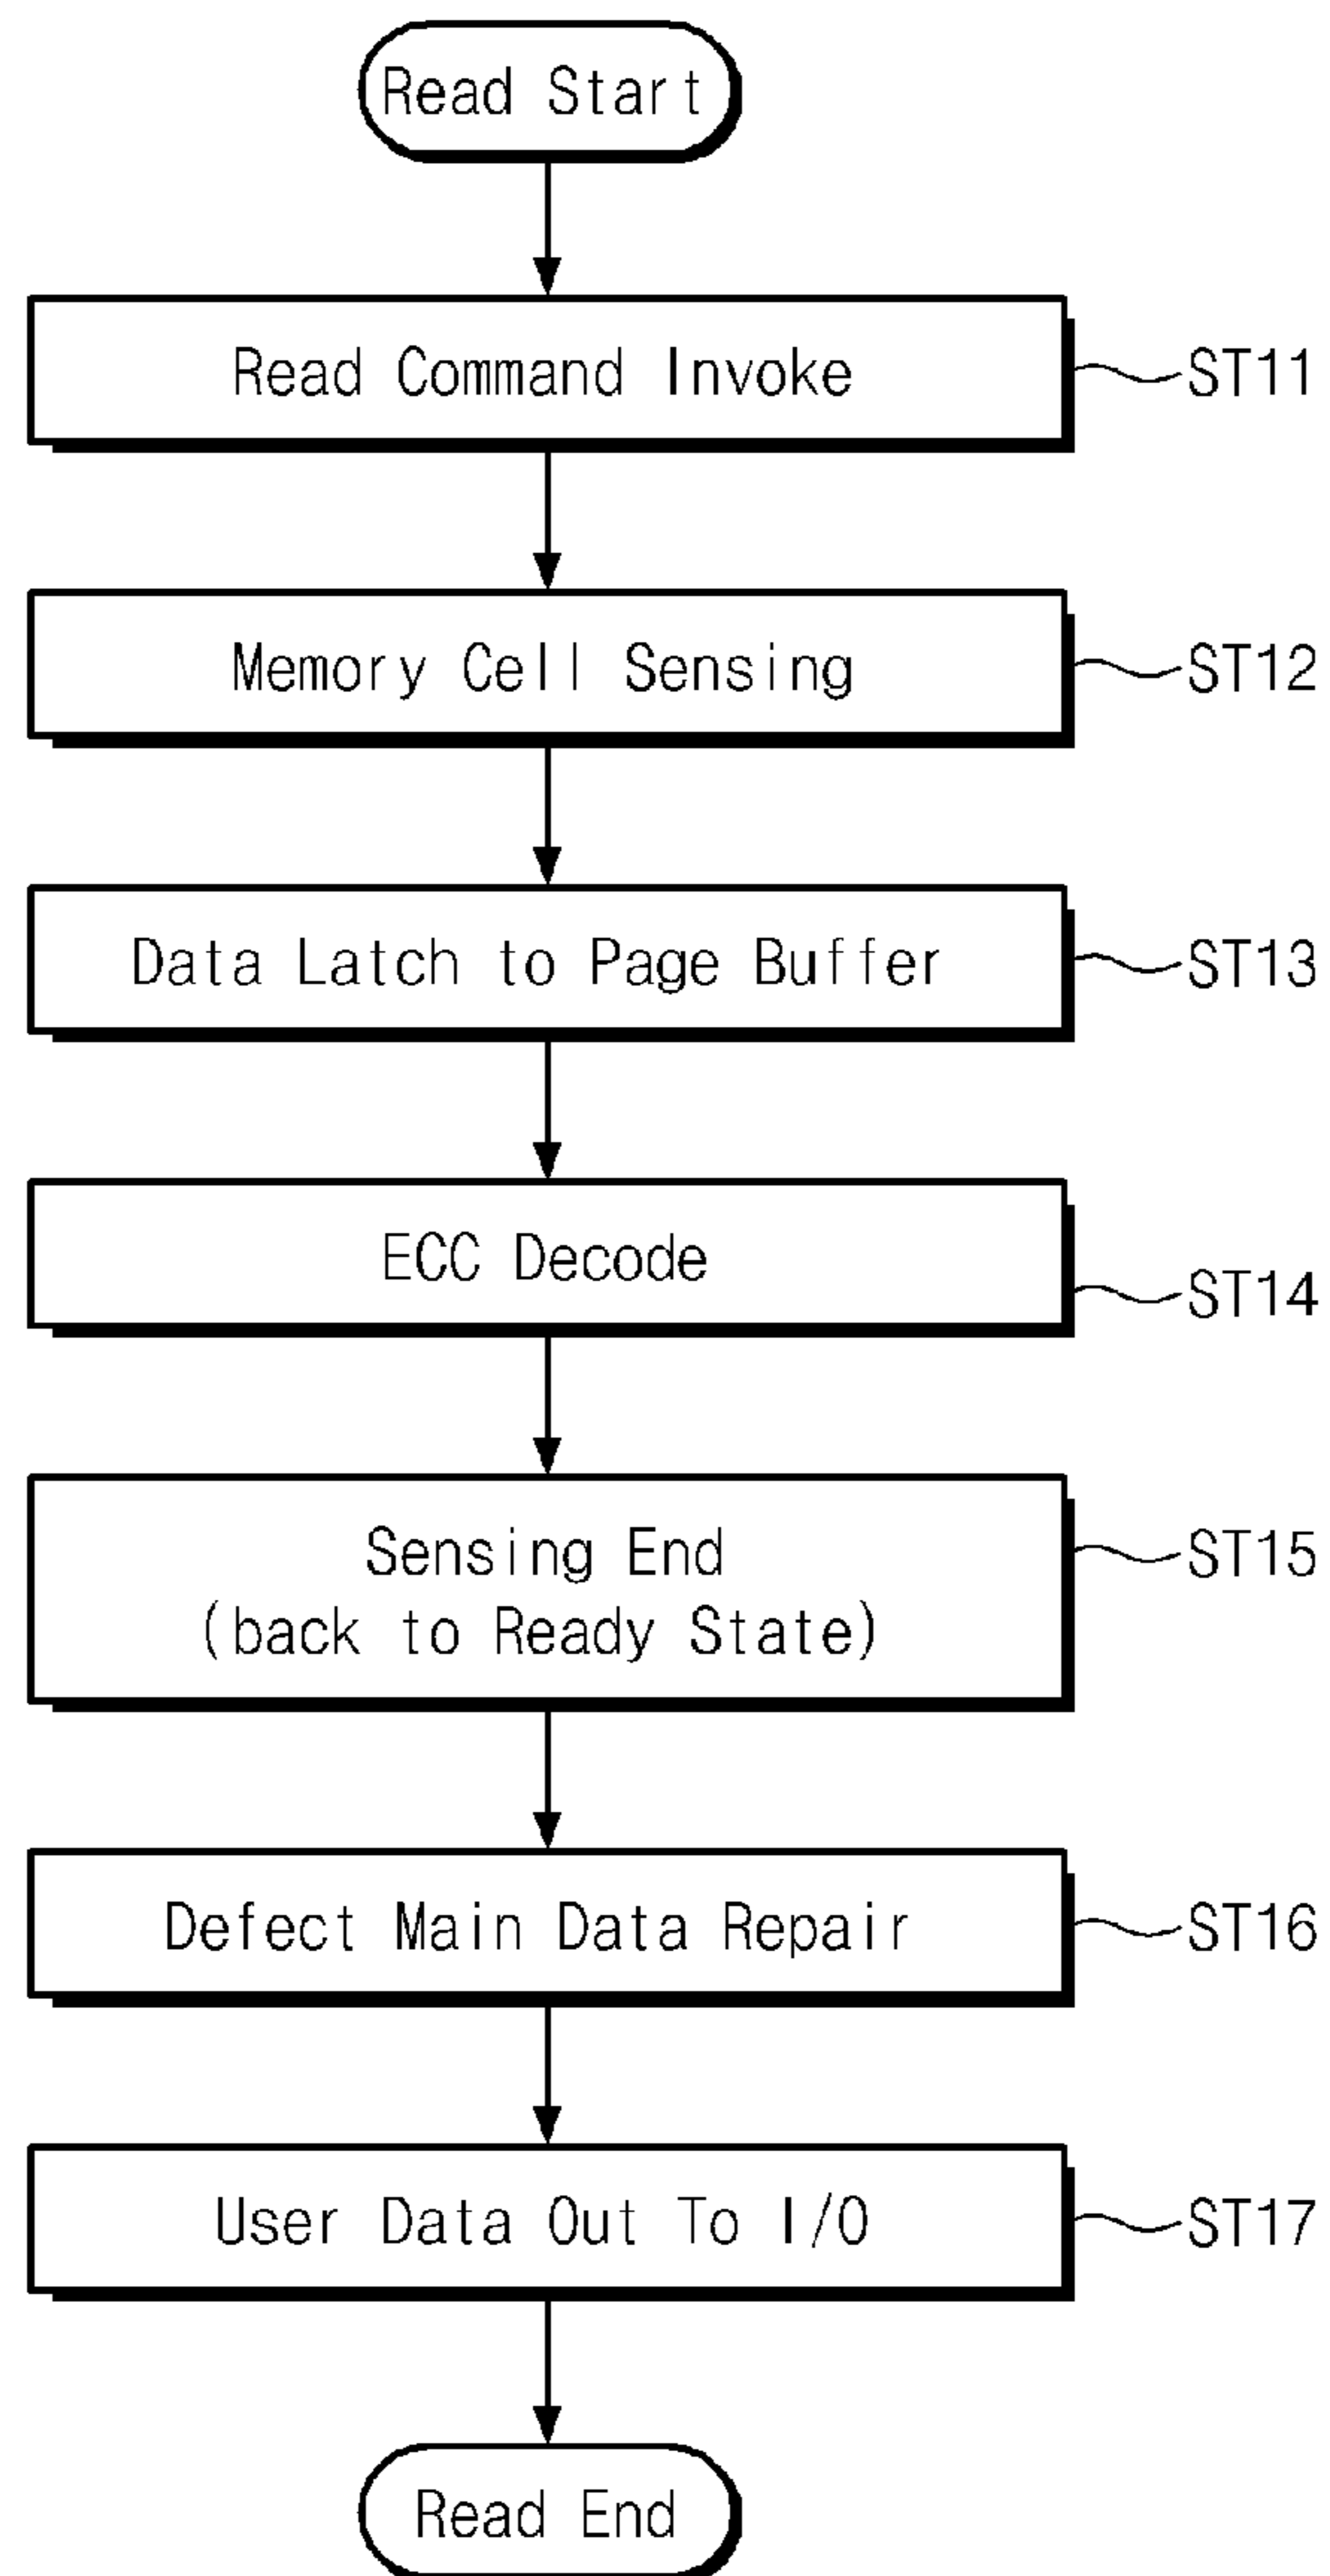 Read Start
Read Command Invoke
ST11
Memory Cell Sensing
ST12
Data Latch to Page Buffer
ST13
ECC Decode
ST14
Sensing End
(back to Ready State)
ST15
Defect Main Data Repair
ST16
User Data Out To I/O
ST17
Read End